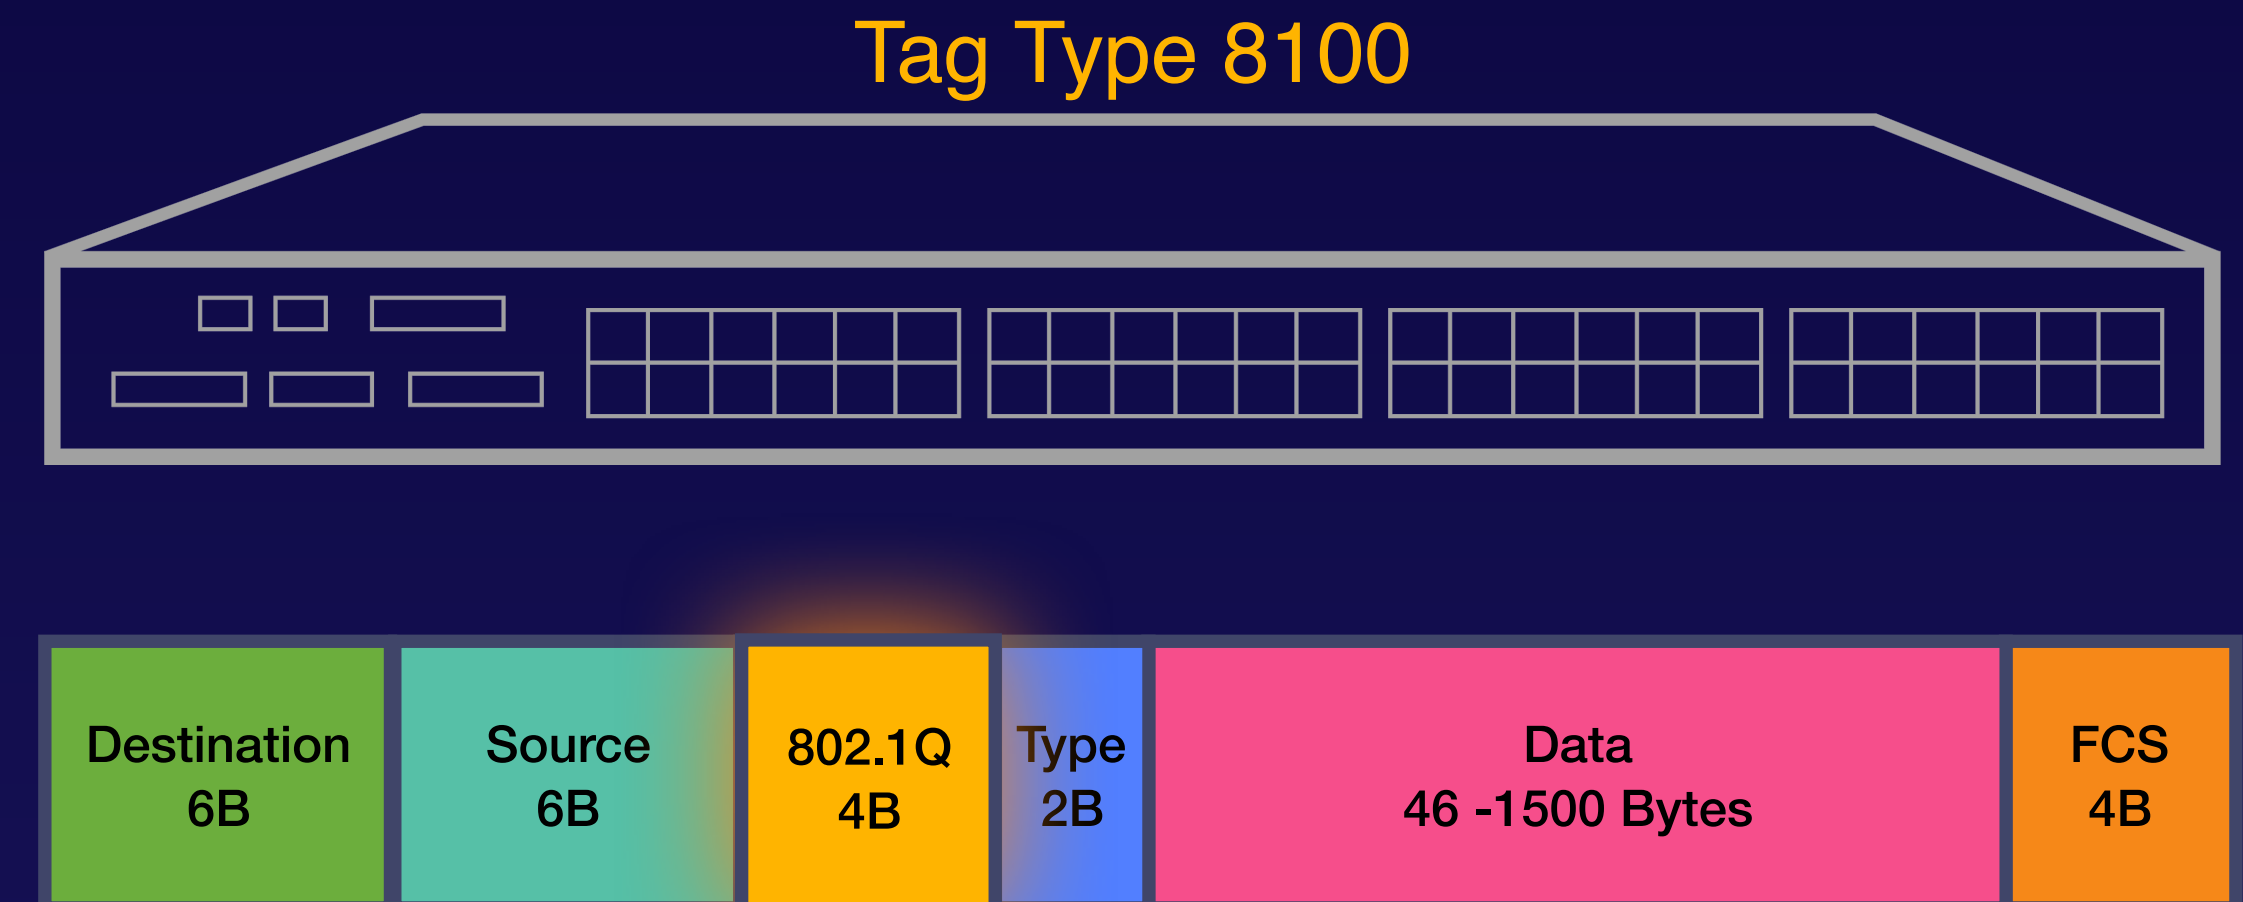 Tag Type 8100
Destination
6B
Source
6B
802.1Q
4B
Type
2B
Data
46 -1500 Bytes
FCS
4B